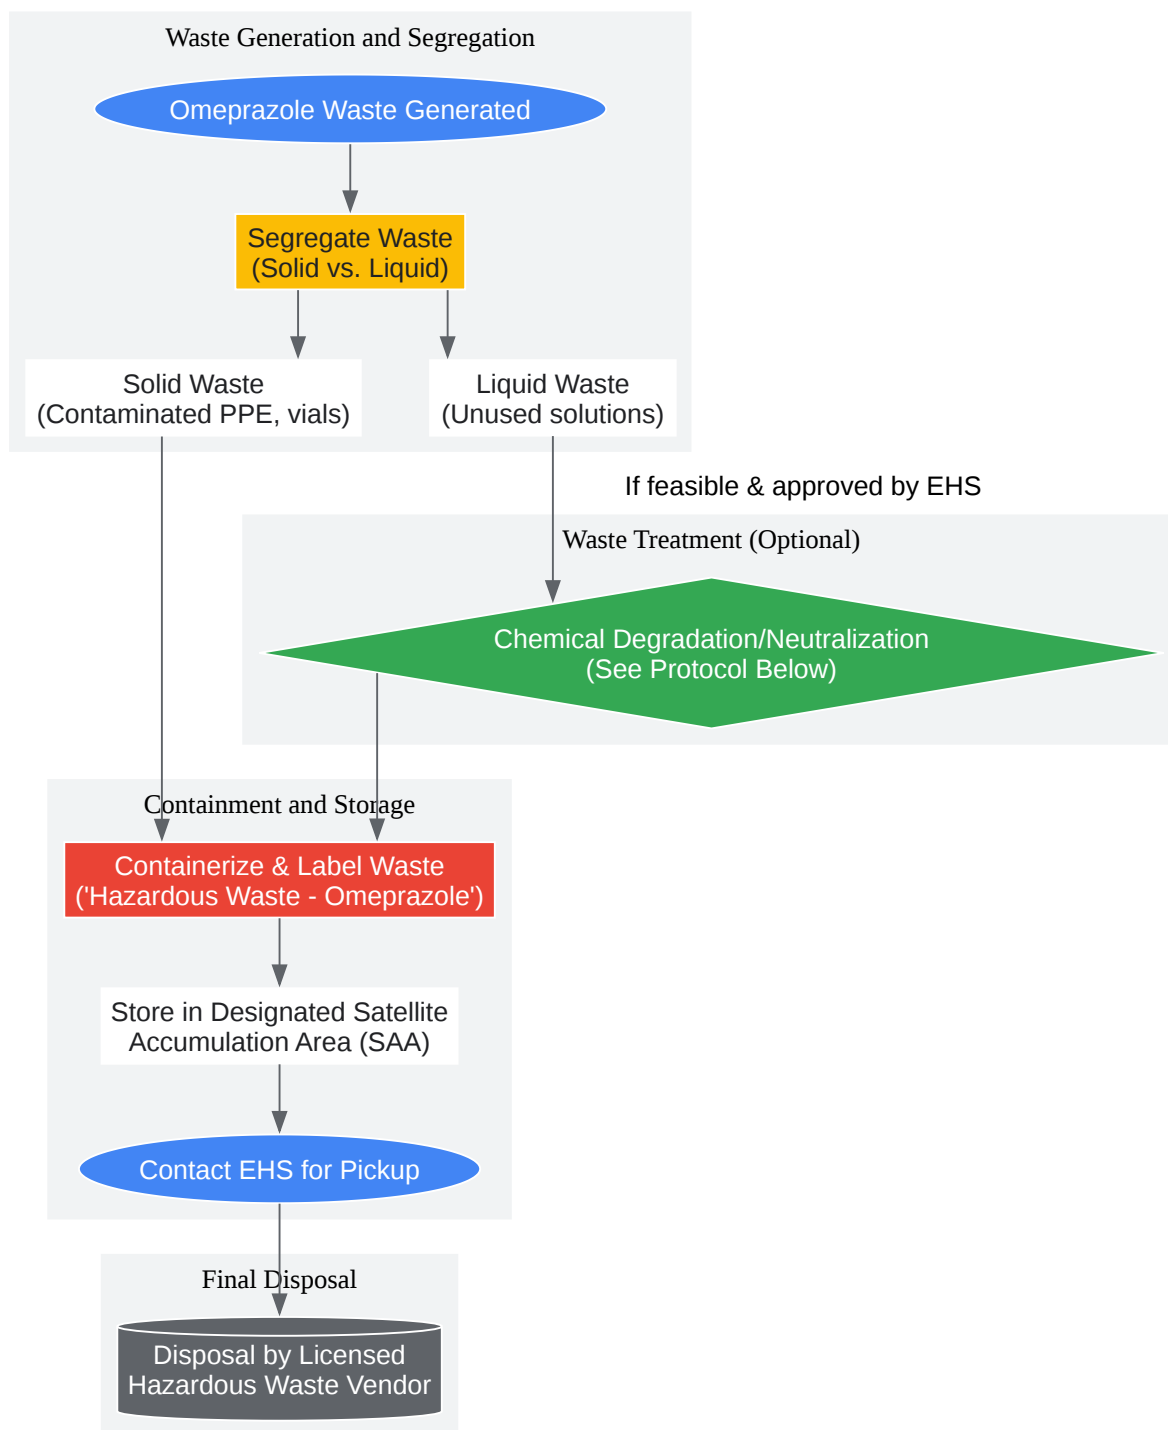 Waste Generation and Segregation
Omeprazole Waste Generated
Segregate Waste
(Solid vs. Liquid)
Solid Waste
(Contaminated PPE, vials)
Liquid Waste
(Unused solutions)
If feasible & approved by EHS
Waste Treatment (Optional)
Chemical Degradation/Neutralization
(See Protocol Below)
Containment and Storage
Containerize & Label Waste
('Hazardous Waste - Omeprazole')
Store in Designated Satellite
Accumulation Area (SAA)
Contact EHS for Pickup
Final Disposal
Disposal by Licensed
Hazardous Waste Vendor